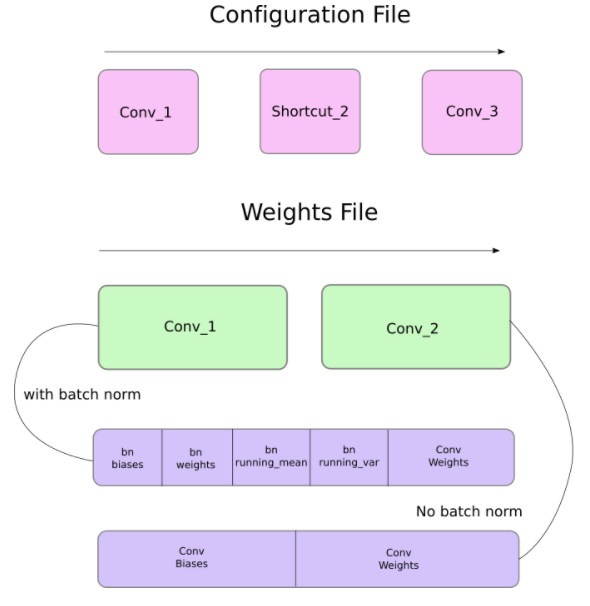 Configuration File
Conv_1
Shortcut_2
Conv_3
Weights File
Conv_1
Conv_2
with batch norm
bn
biases
bn
weights
bn
running_mean
bn
running_var
Conv
Weights
No batch norm
Conv
Biases
Conv
Weights